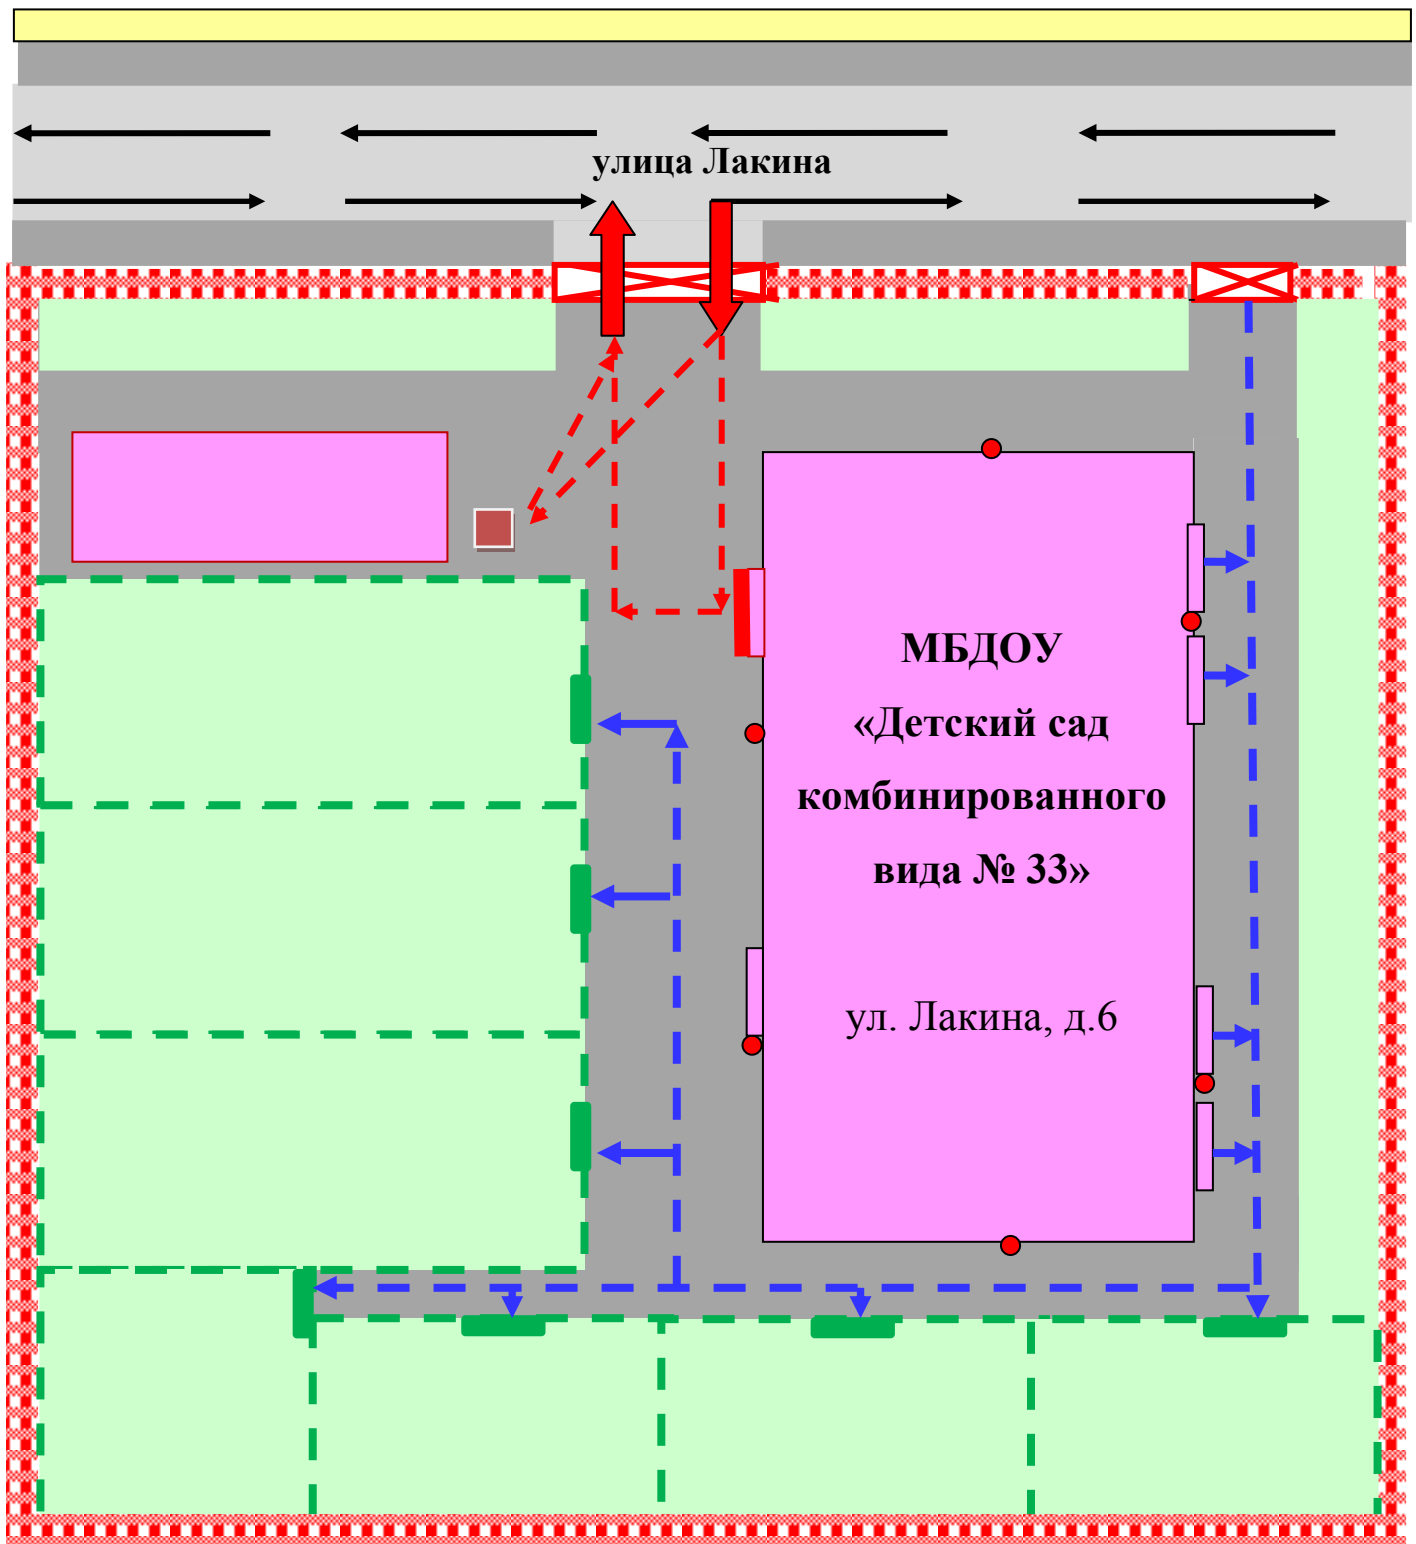 улица Лакина
МБДОУ
«Детский сад
комбинированного
вида № 33»
ул. Лакина, д.6